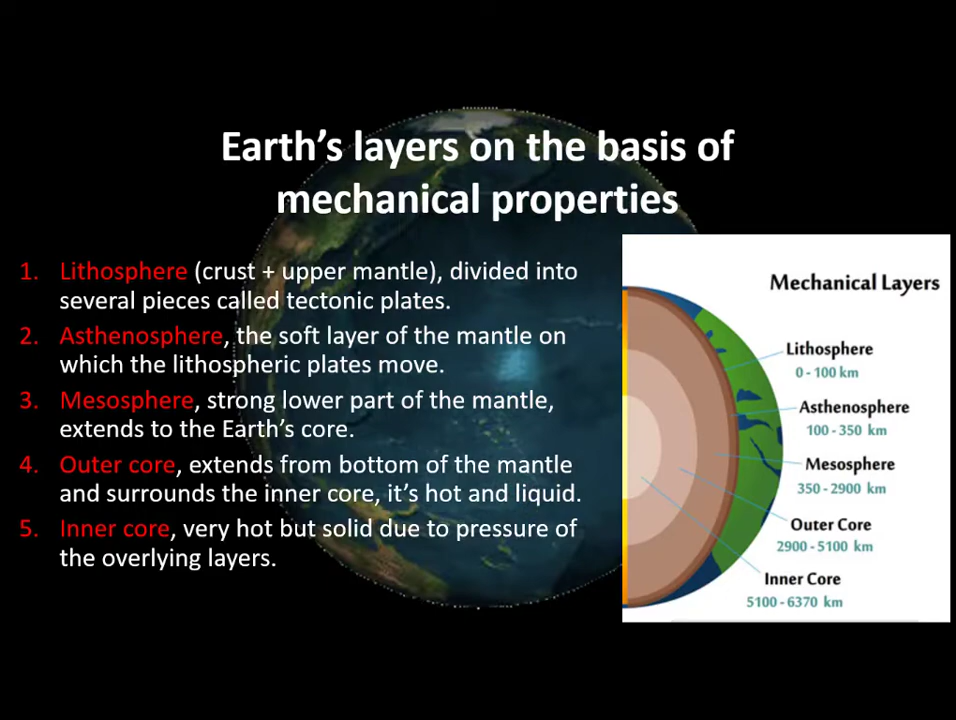 Earth's layers on the basis of
mechanical properties
1. Lithosphere (crust + upper mantle), divided into
several pieces called tectonic plates.
2. Asthenosphere, the soft layer of the mantle on
which the lithospheric plates move.
3. Mesosphere, strong lower part of the mantle,
extends to the Earth's core.
4. Outer core, extends from bottom of the mantle
and surrounds the inner core, it's hot and liquid.
5. Inner core, very hot but solid due to pressure of
the overlying layers.
Mechanical Layers
Lithosphere
0 - 100 km
Asthenosphere
100 - 350 km
Mesosphere
350 - 2900 km
Outer Core
2900 - 5100 km
Inner Core
5100 - 6370 km